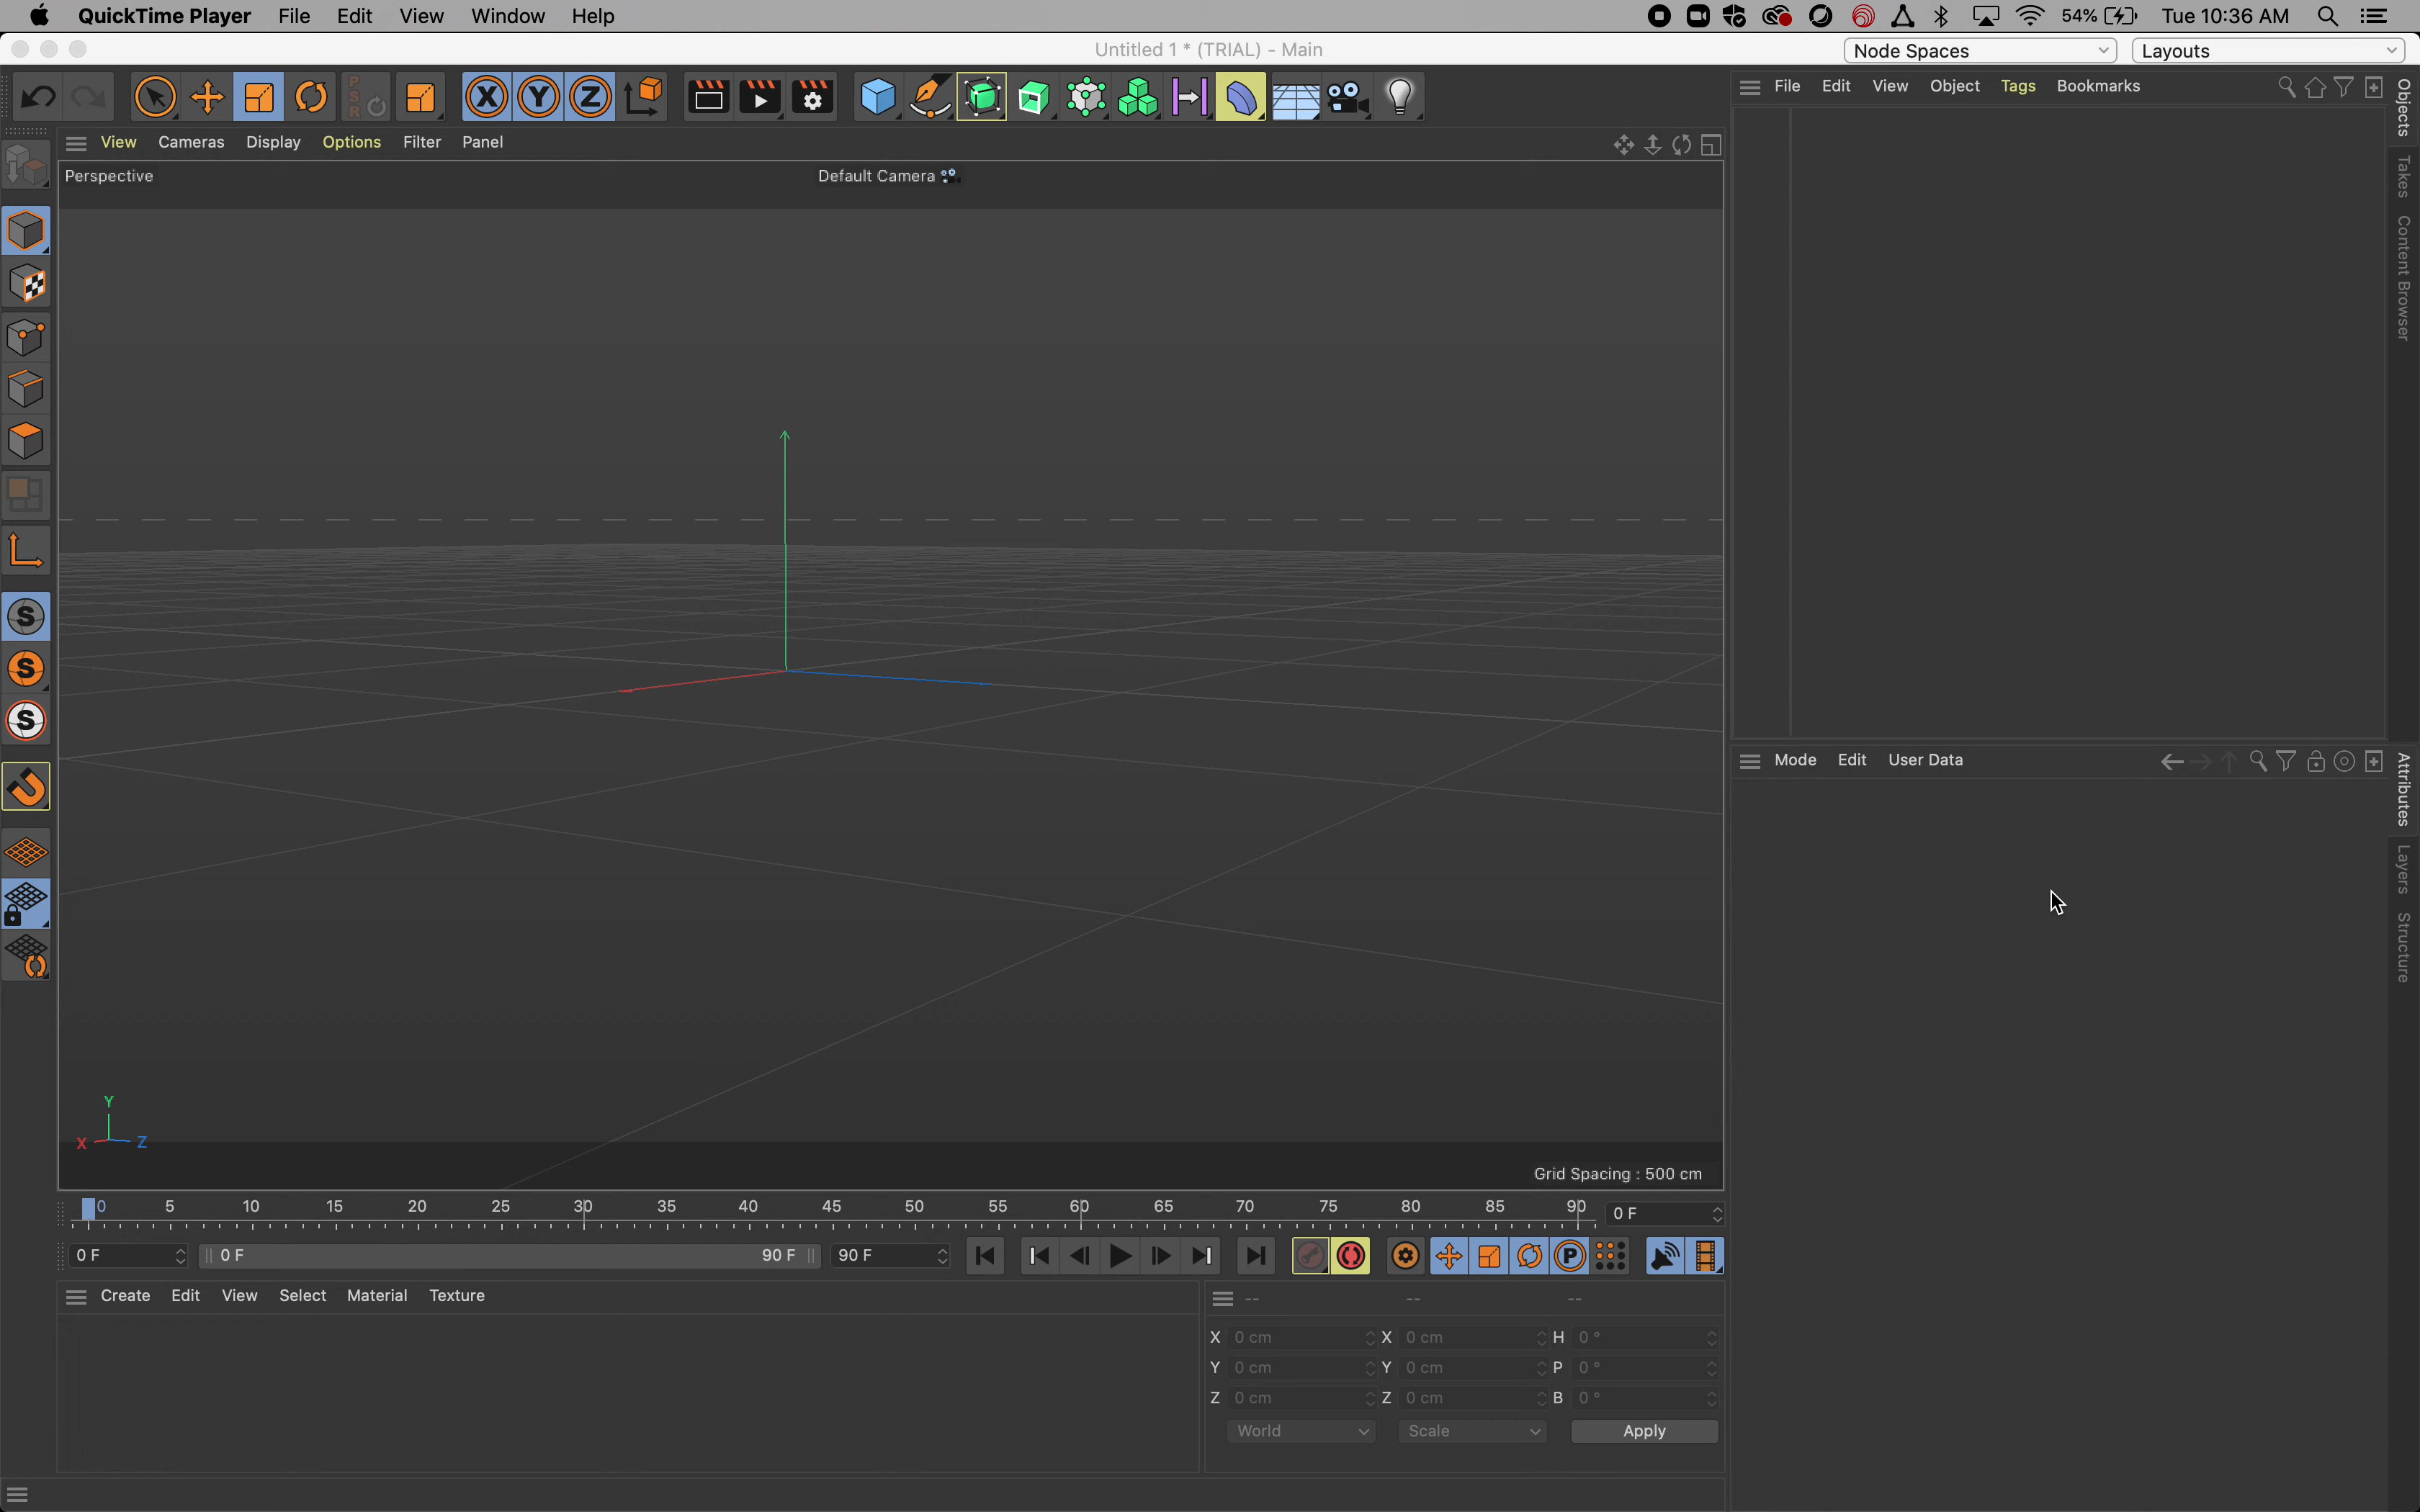 QuickTime Player File Edit View Window Help 54% Tue 10:36 AM
Untitled 1 * (TRIAL) - Main Node Spaces Layouts
PSR X Y Z
File Edit View Object Tags Bookmarks
Objects
Takes
Content Browser
View Cameras Display Options Filter Panel
Perspective Default Camera
S
S
S
Mode Edit User Data
Attributes
Layers
Structure
Y
X Z
Grid Spacing : 500 cm
0 5 10 15 20 25 30 35 40 45 50 55 60 65 70 75 80 85 90 0 F
0 F 0 F 90 F 90 F P
Create Edit View Select Material Texture -- -- --
X 0 cm X 0 cm H 0 °
Y 0 cm Y 0 cm P 0 °
Z 0 cm Z 0 cm B 0 °
World Scale Apply